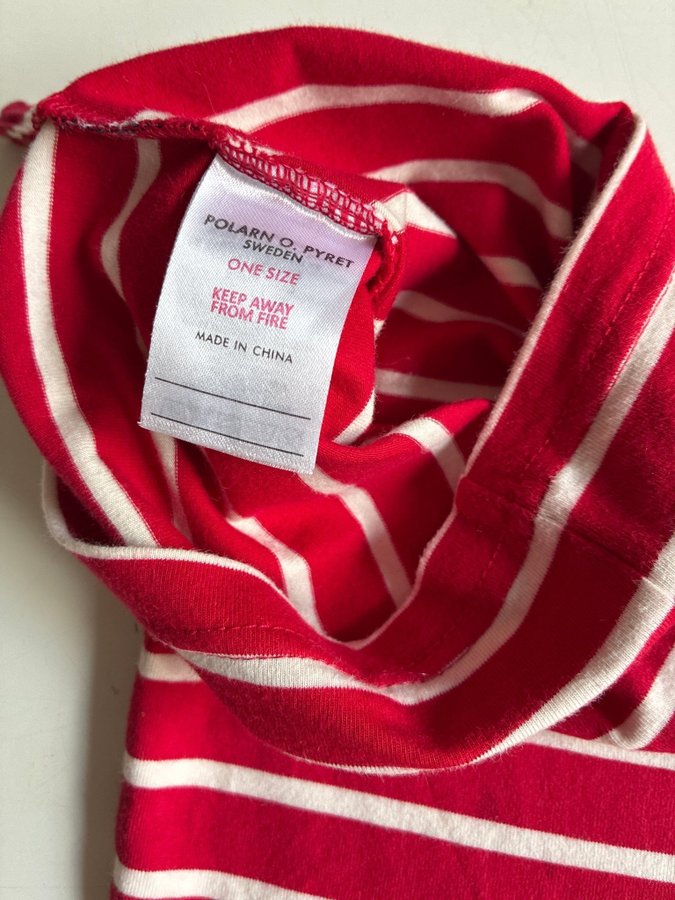 POLARN O. PYRET
SWEDEN
ONE SIZE
KEEP AWAY
FROM FIRE
MADE IN CHINA